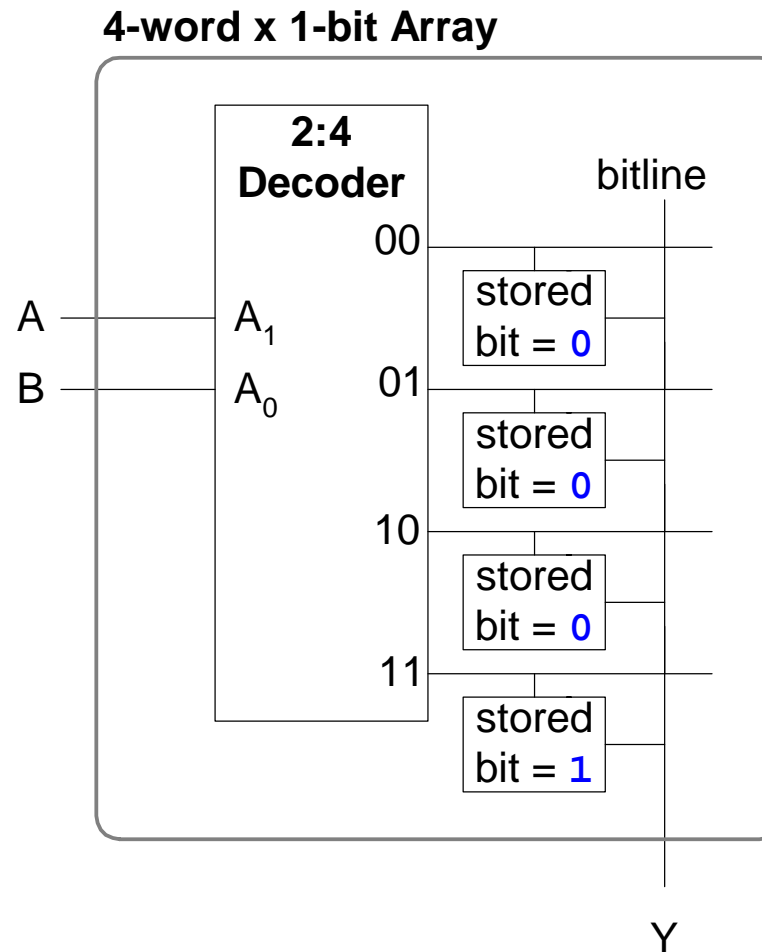 4-word x 1-bit Array
2:4
Decoder
bitline
00
stored
bit = 0
A
A₁
B
A₀
01
stored
bit = 0
10
stored
bit = 0
11
stored
bit = 1
Y